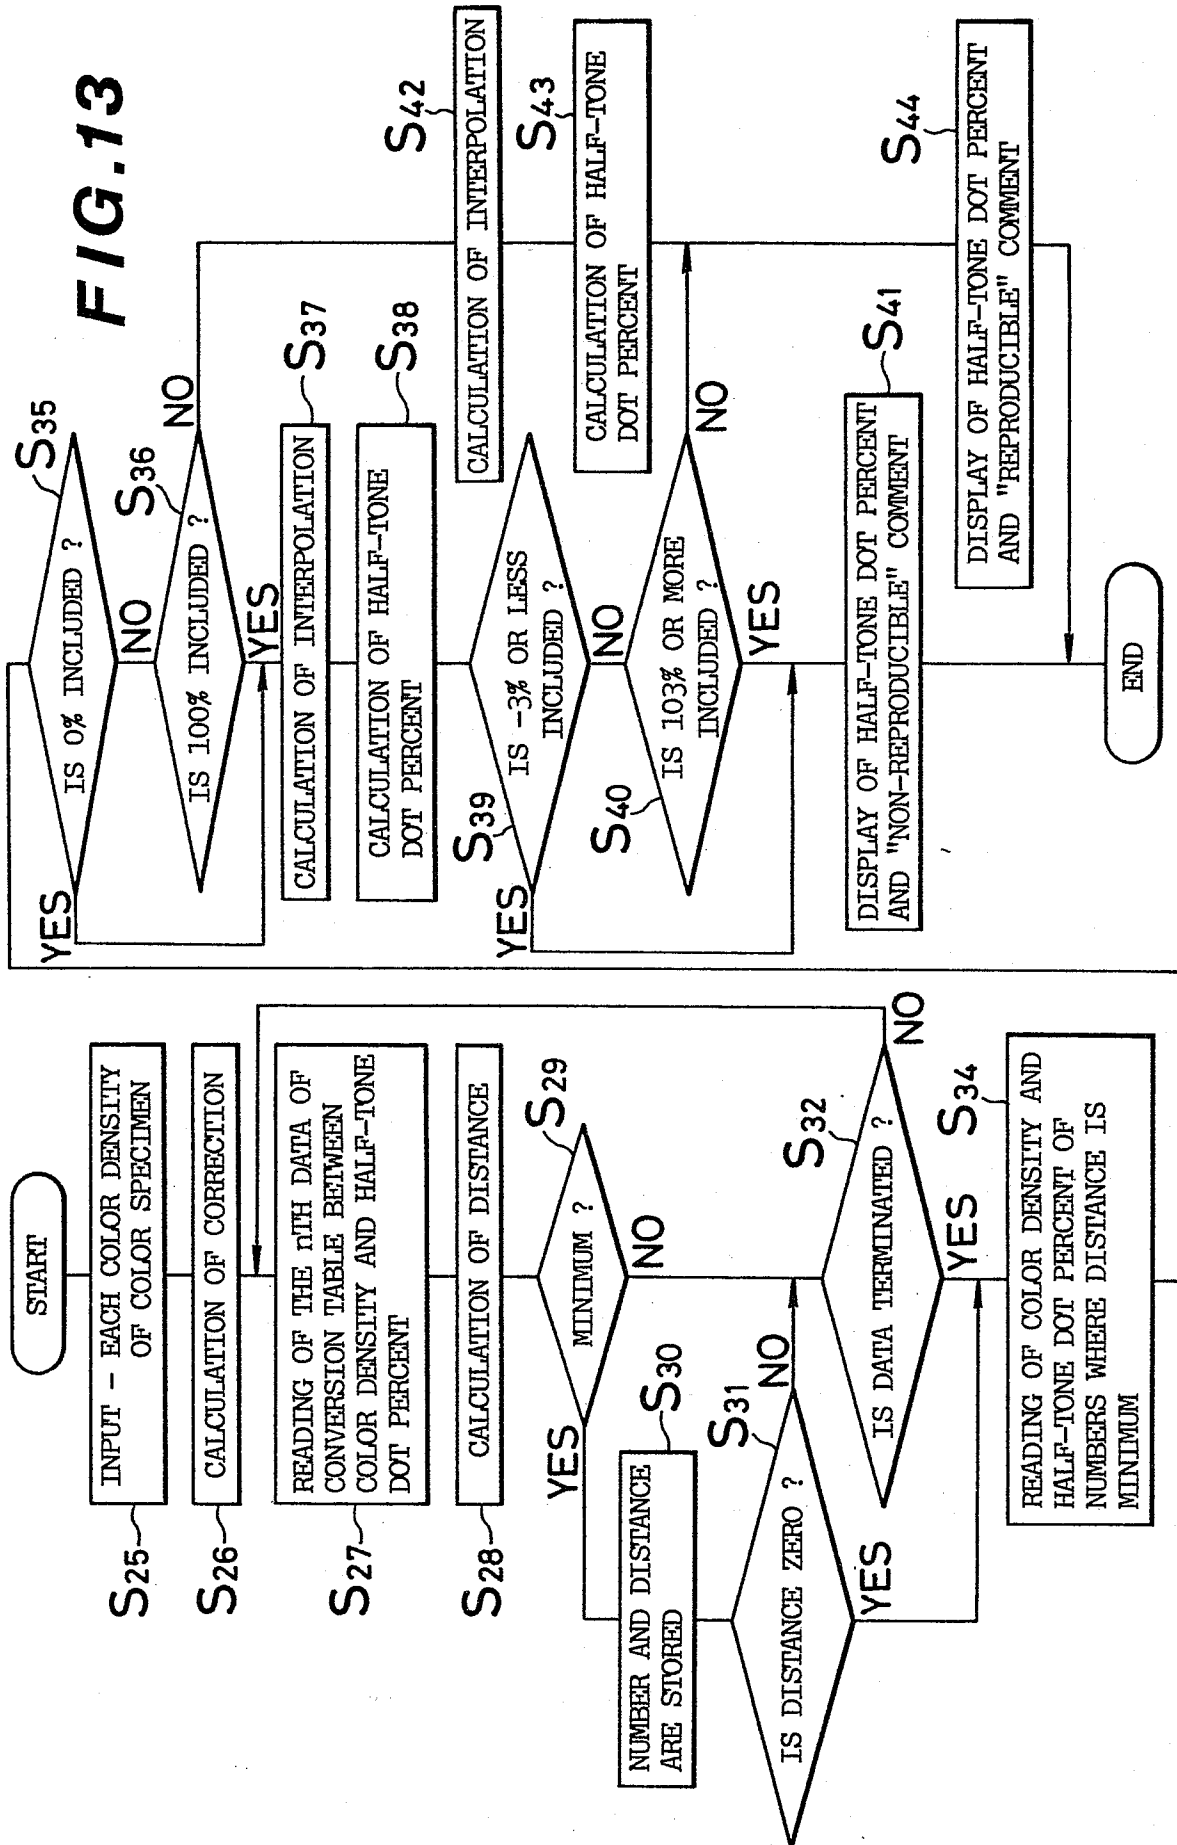 FIG.13
START
S25
INPUT - EACH COLOR DENSITY
OF COLOR SPECIMEN
S26
CALCULATION OF CORRECTION
S27
READING OF THE nTH DATA OF
CONVERSION TABLE BETWEEN
COLOR DENSITY AND HALF-TONE
DOT PERCENT
S28
CALCULATION OF DISTANCE
S29
MINIMUM ?
YES
NO
S30
NUMBER AND DISTANCE
ARE STORED
S31
IS DISTANCE ZERO ?
NO
YES
S32
IS DATA TERMINATED ?
NO
YES
S34
READING OF COLOR DENSITY AND
HALF-TONE DOT PERCENT OF
NUMBERS WHERE DISTANCE IS
MINIMUM
S35
IS 0% INCLUDED ?
YES
NO
S36
IS 100% INCLUDED ?
NO
YES
S37
CALCULATION OF INTERPOLATION
S38
CALCULATION OF HALF-TONE
DOT PERCENT
S39
IS -3% OR LESS
INCLUDED ?
YES
NO
S40
IS 103% OR MORE
INCLUDED ?
NO
YES
S41
DISPLAY OF HALF-TONE DOT PERCENT
AND "NON-REPRODUCIBLE" COMMENT
S42
CALCULATION OF INTERPOLATION
S43
CALCULATION OF HALF-TONE
DOT PERCENT
S44
DISPLAY OF HALF-TONE DOT PERCENT
AND "REPRODUCIBLE" COMMENT
END